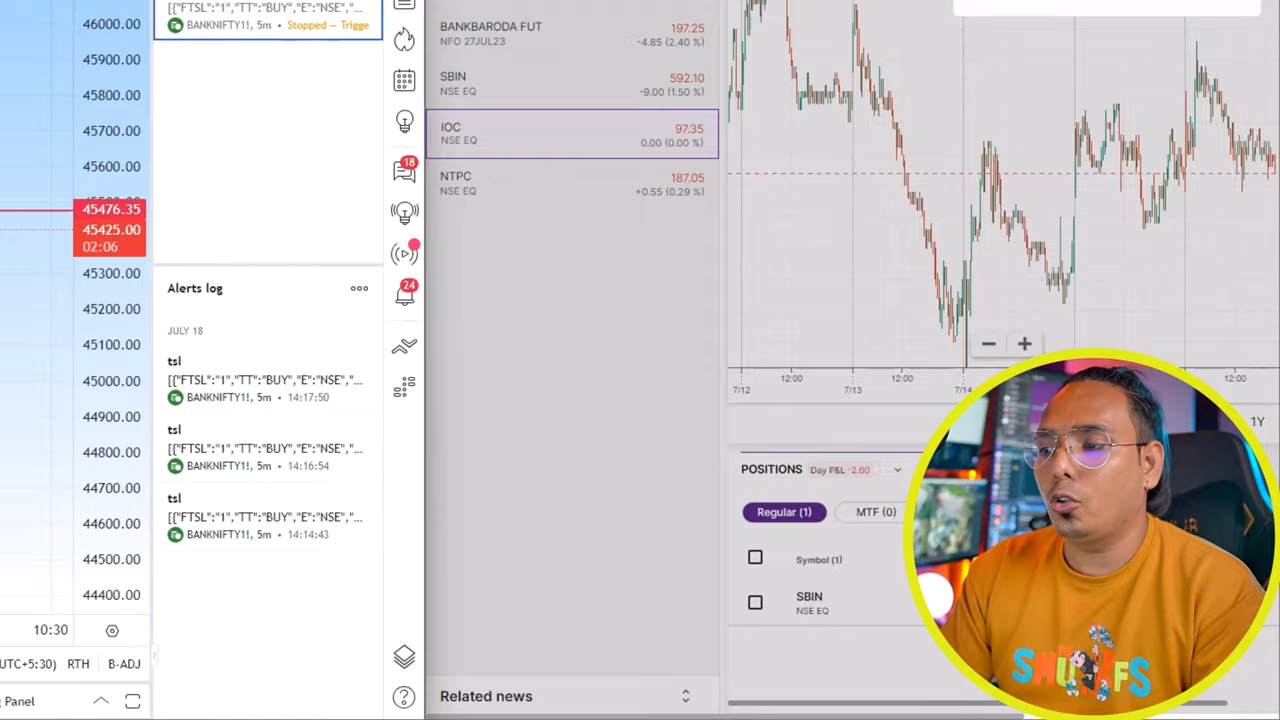 46000.00
45900.00
45800.00
45700.00
45600.00
45476.35
45425.00
02:06
45300.00
45200.00
45100.00
45000.00
44900.00
44800.00
44700.00
44600.00
44500.00
44400.00
10:30
UTC+5:30) RTH B-ADJ
Panel
[{"FTSL":"1","TT":"BUY","E":"NSE","...
BANKNIFTY1!, 5m • Stopped — Trigge
Alerts log
JULY 18
tsl
[{"FTSL":"1","TT":"BUY","E":"NSE","...
BANKNIFTY1!, 5m • 14:17:50
tsl
[{"FTSL":"1","TT":"BUY","E":"NSE","...
BANKNIFTY1!, 5m • 14:16:54
tsl
[{"FTSL":"1","TT":"BUY","E":"NSE","...
BANKNIFTY1!, 5m • 14:14:43
18
24
BANKBARODA FUT 197.25
NFO 27JUL23 -4.85 (2.40 %)
SBIN 592.10
NSE EQ -9.00 (1.50 %)
IOC 97.35
NSE EQ 0.00 (0.00 %)
NTPC 187.05
NSE EQ +0.55 (0.29 %)
Related news
12:00 12:00 12:00
7/12 7/13 7/14
1Y
POSITIONS Day P&L -2.60
Regular (1) MTF (0)
Symbol (1)
SBIN
NSE EQ